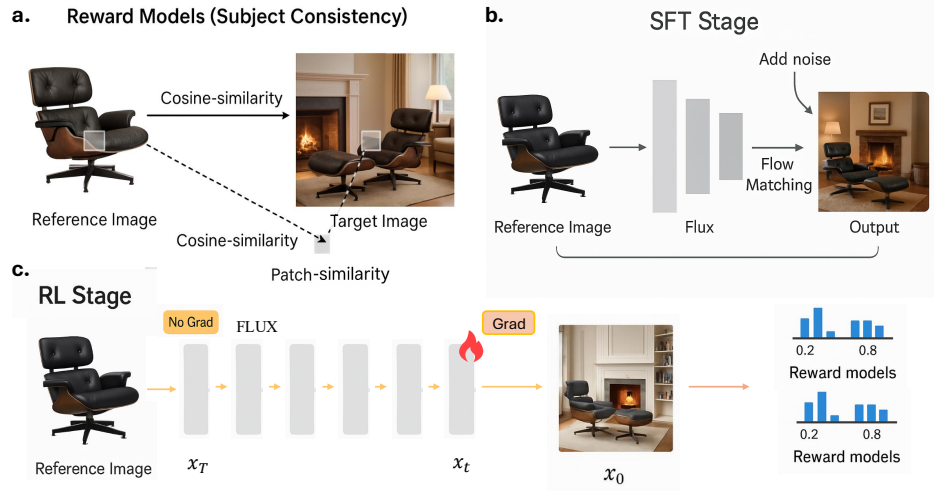 a. Reward Models (Subject Consistency)
Cosine-similarity
Reference Image
Target Image
Cosine-similarity
Patch-similarity
b. SFT Stage
Add noise
Flow
Matching
Reference Image
Flux
Output
c.
RL Stage
No Grad
FLUX
Grad
Reference Image
x_T
x_t
x_0
0.2 0.8
Reward models
0.2 0.8
Reward models